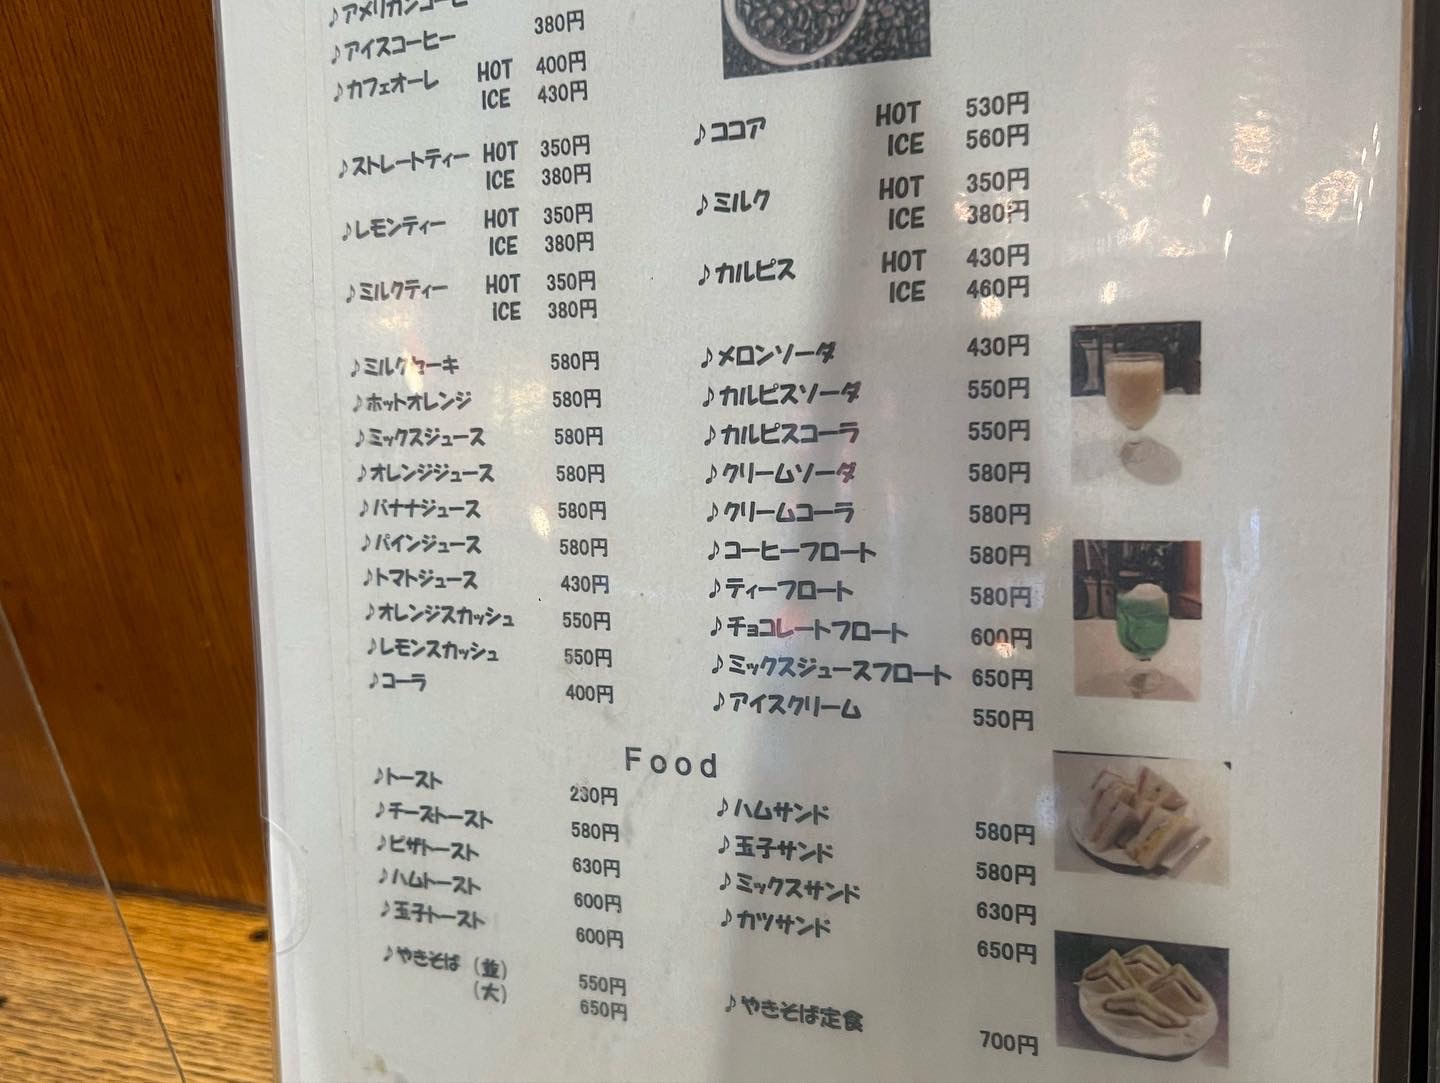 ♪アメリカンコーヒー
♪アイスコーヒー 380円
♪カフェオーレ HOT 400円
ICE 430円
♪ストレートティー HOT 350円
ICE 380円
♪レモンティー HOT 350円
ICE 380円
♪ミルクティー HOT 350円
ICE 380円
♪ミルクセーキ 580円
♪ホットオレンジ 580円
♪ミックスジュース 580円
♪オレンジジュース 580円
♪バナナジュース 580円
♪パインジュース 580円
♪トマトジュース 430円
♪オレンジスカッシュ 550円
♪レモンスカッシュ 550円
♪コーラ 400円
♪ココア HOT 530円
ICE 560円
♪ミルク HOT 350円
ICE 380円
♪カルピス HOT 430円
ICE 460円
♪メロンソーダ 430円
♪カルピスソーダ 550円
♪カルピスコーラ 550円
♪クリームソーダ 580円
♪クリームコーラ 580円
♪コーヒーフロート 580円
♪ティーフロート 580円
♪チョコレートフロート 600円
♪ミックスジュースフロート 650円
♪アイスクリーム 550円
Food
♪トースト 230円
♪チーズトースト 580円
♪ピザトースト 630円
♪ハムトースト 600円
♪玉子トースト 600円
♪やきそば (並) 550円
(大) 650円
♪ハムサンド 580円
♪玉子サンド 580円
♪ミックスサンド 630円
♪カツサンド 650円
♪やきそば定食 700円